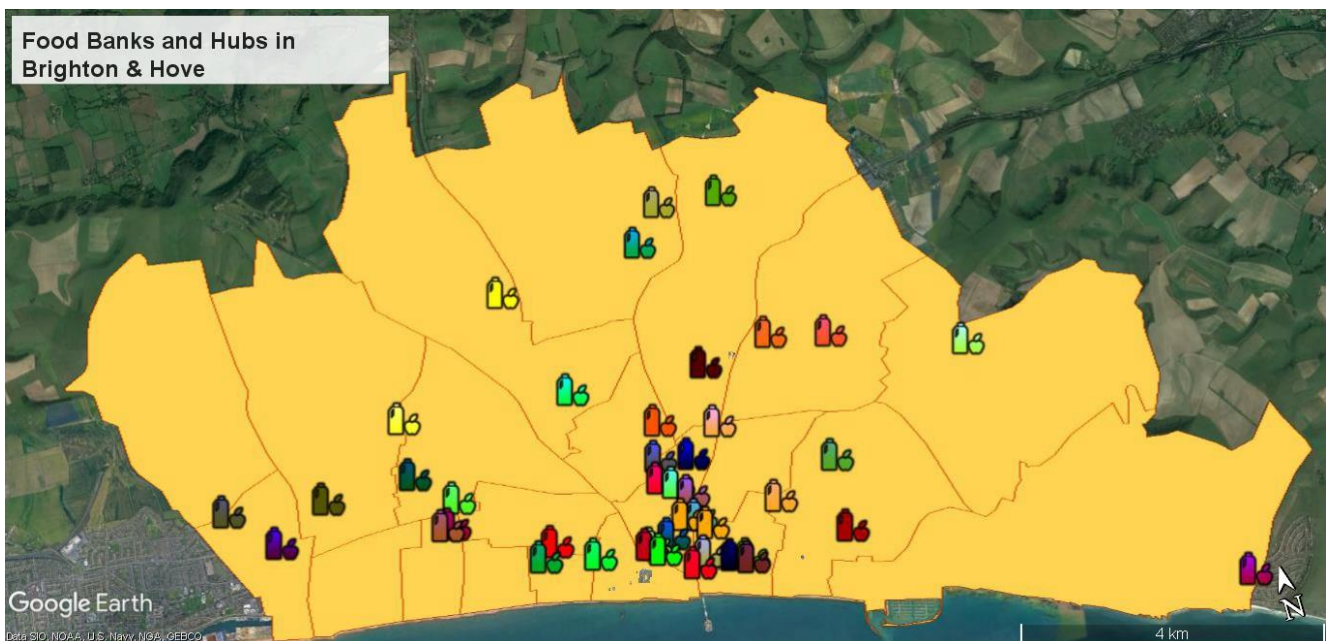 Food Banks and Hubs in
Brighton & Hove
Google Earth
Data SIO, NOAA, U.S. Navy, NGA, GEBCO
4 km
N